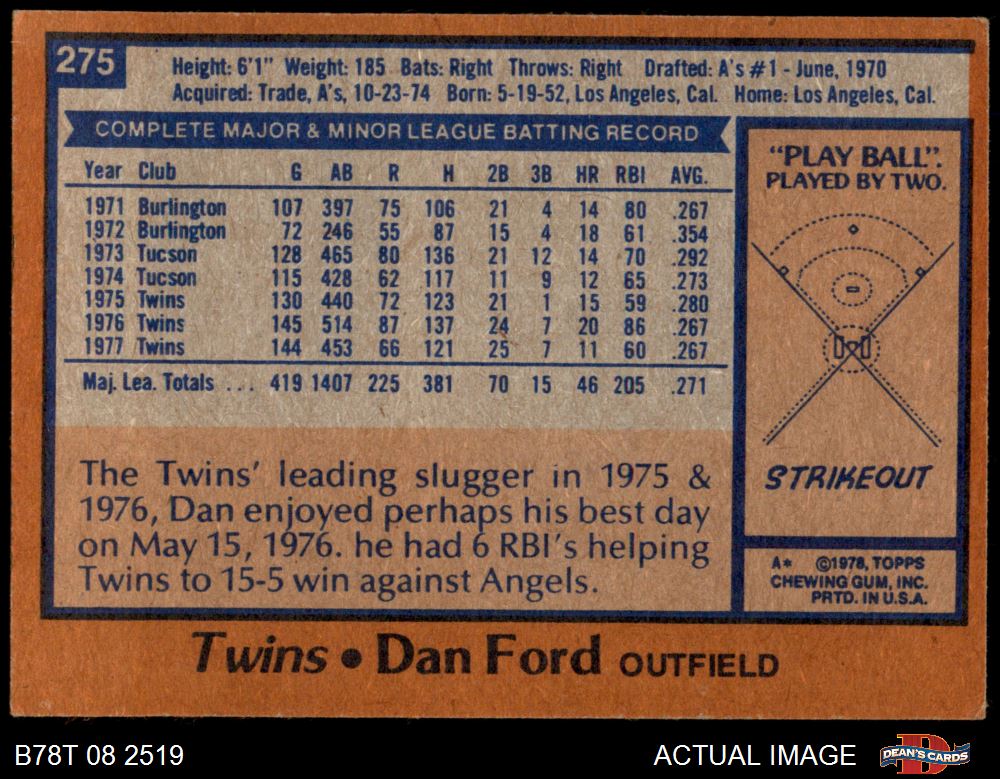 275
Height: 6'1" Weight: 185 Bats: Right Throws: Right Drafted: A's #1 - June, 1970
Acquired: Trade, A's, 10-23-74 Born: 5-19-52, Los Angeles, Cal. Home: Los Angeles, Cal.
COMPLETE MAJOR & MINOR LEAGUE BATTING RECORD
Year Club G AB R H 2B 3B HR RBI AVG.
1971 Burlington 107 397 75 106 21 4 14 80 .267
1972 Burlington 72 246 55 87 15 4 18 61 .354
1973 Tucson 128 465 80 136 21 12 14 70 .292
1974 Tucson 115 428 62 117 11 9 12 65 .273
1975 Twins 130 440 72 123 21 1 15 59 .280
1976 Twins 145 514 87 137 24 7 20 86 .267
1977 Twins 144 453 66 121 25 7 11 60 .267
Maj. Lea. Totals ... 419 1407 225 381 70 15 46 205 .271
The Twins' leading slugger in 1975 &
1976, Dan enjoyed perhaps his best day
on May 15, 1976. he had 6 RBI's helping
Twins to 15-5 win against Angels.
"PLAY BALL".
PLAYED BY TWO.
STRIKEOUT
A* ©1978, TOPPS
CHEWING GUM, INC.
PRTD. IN U.S.A.
Twins • Dan Ford OUTFIELD
B78T 08 2519
ACTUAL IMAGE
DEAN'S CARDS